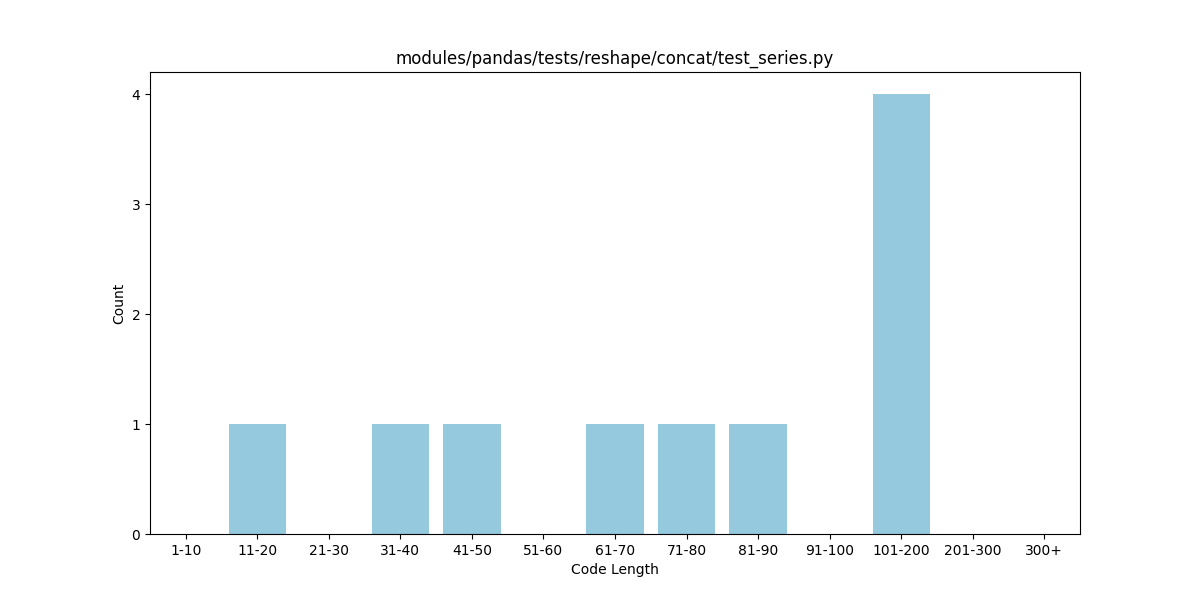 modules/pandas/tests/reshape/concat/test_series.py
4
3
2
1
0
Count
1-10 11-20 21-30 31-40 41-50 51-60 61-70 71-80 81-90 91-100 101-200 201-300 300+
Code Length